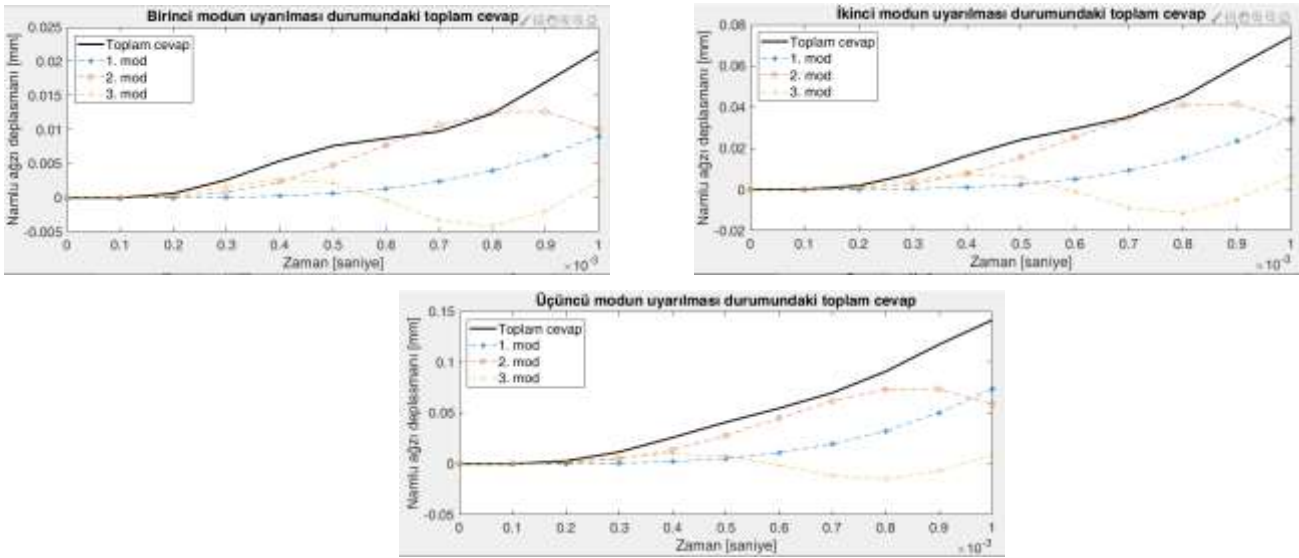 Birinci modun uyarılması durumundaki toplam cevap
0.025
0.02
0.015
0.01
0.005
0
-0.005
Namlu ağzı deplasmanı [mm]
Toplam cevap
1. mod
2. mod
3. mod
0 0.1 0.2 0.3 0.4 0.5 0.6 0.7 0.8 0.9 1
Zaman [saniye]
×10⁻³
İkinci modun uyarılması durumundaki toplam cevap
0.08
0.06
0.04
0.02
0
-0.02
Namlu ağzı deplasmanı [mm]
Toplam cevap
1. mod
2. mod
3. mod
0 0.1 0.2 0.3 0.4 0.5 0.6 0.7 0.8 0.9 1
Zaman [saniye]
×10⁻³
Üçüncü modun uyarılması durumundaki toplam cevap
0.15
0.1
0.05
0
-0.05
Namlu ağzı deplasmanı [mm]
Toplam cevap
1. mod
2. mod
3. mod
0 0.1 0.2 0.3 0.4 0.5 0.6 0.7 0.8 0.9 1
Zaman [saniye]
×10⁻³